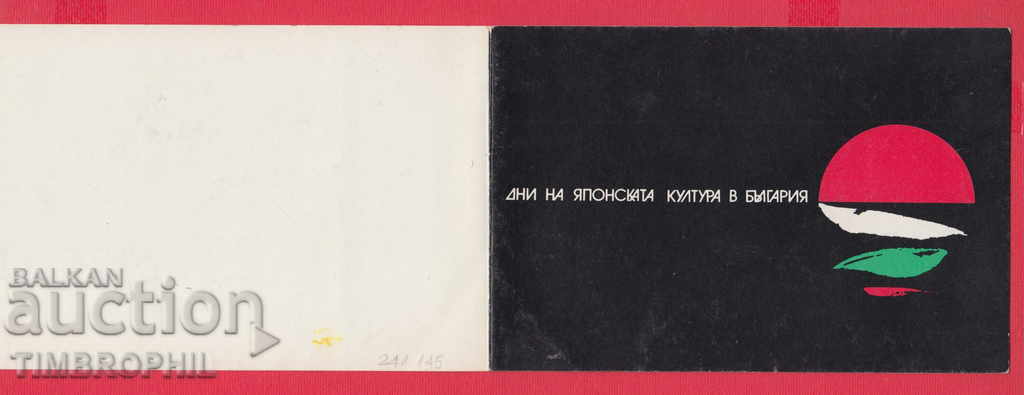 ДНИ НА ЯПОНСКАТА КУЛТУРА В БЪЛГАРИЯ
BALKAN
auction
TIMBROPHIL
241 145